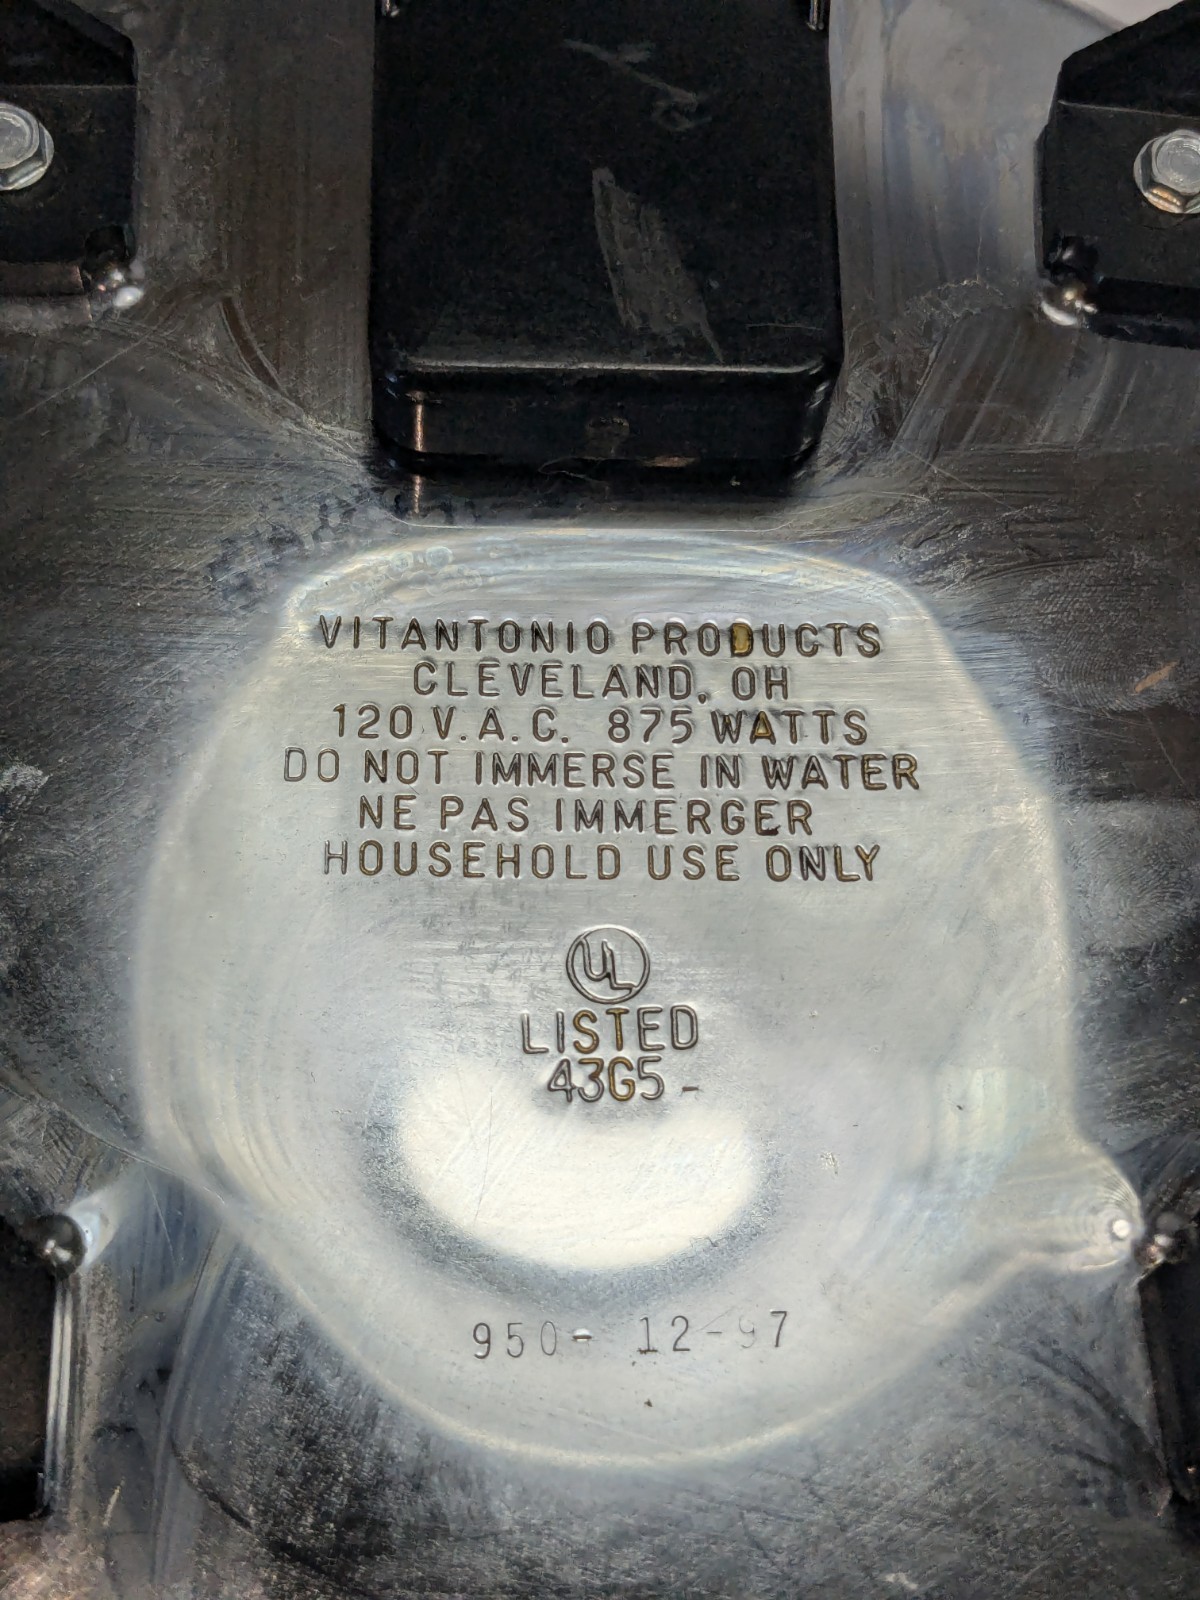 VITANTONIO PRODUCTS
CLEVELAND, OH
120 V.A.C. 875 WATTS
DO NOT IMMERSE IN WATER
NE PAS IMMERGER
HOUSEHOLD USE ONLY
UL
LISTED
43G5 -
950- 12-97